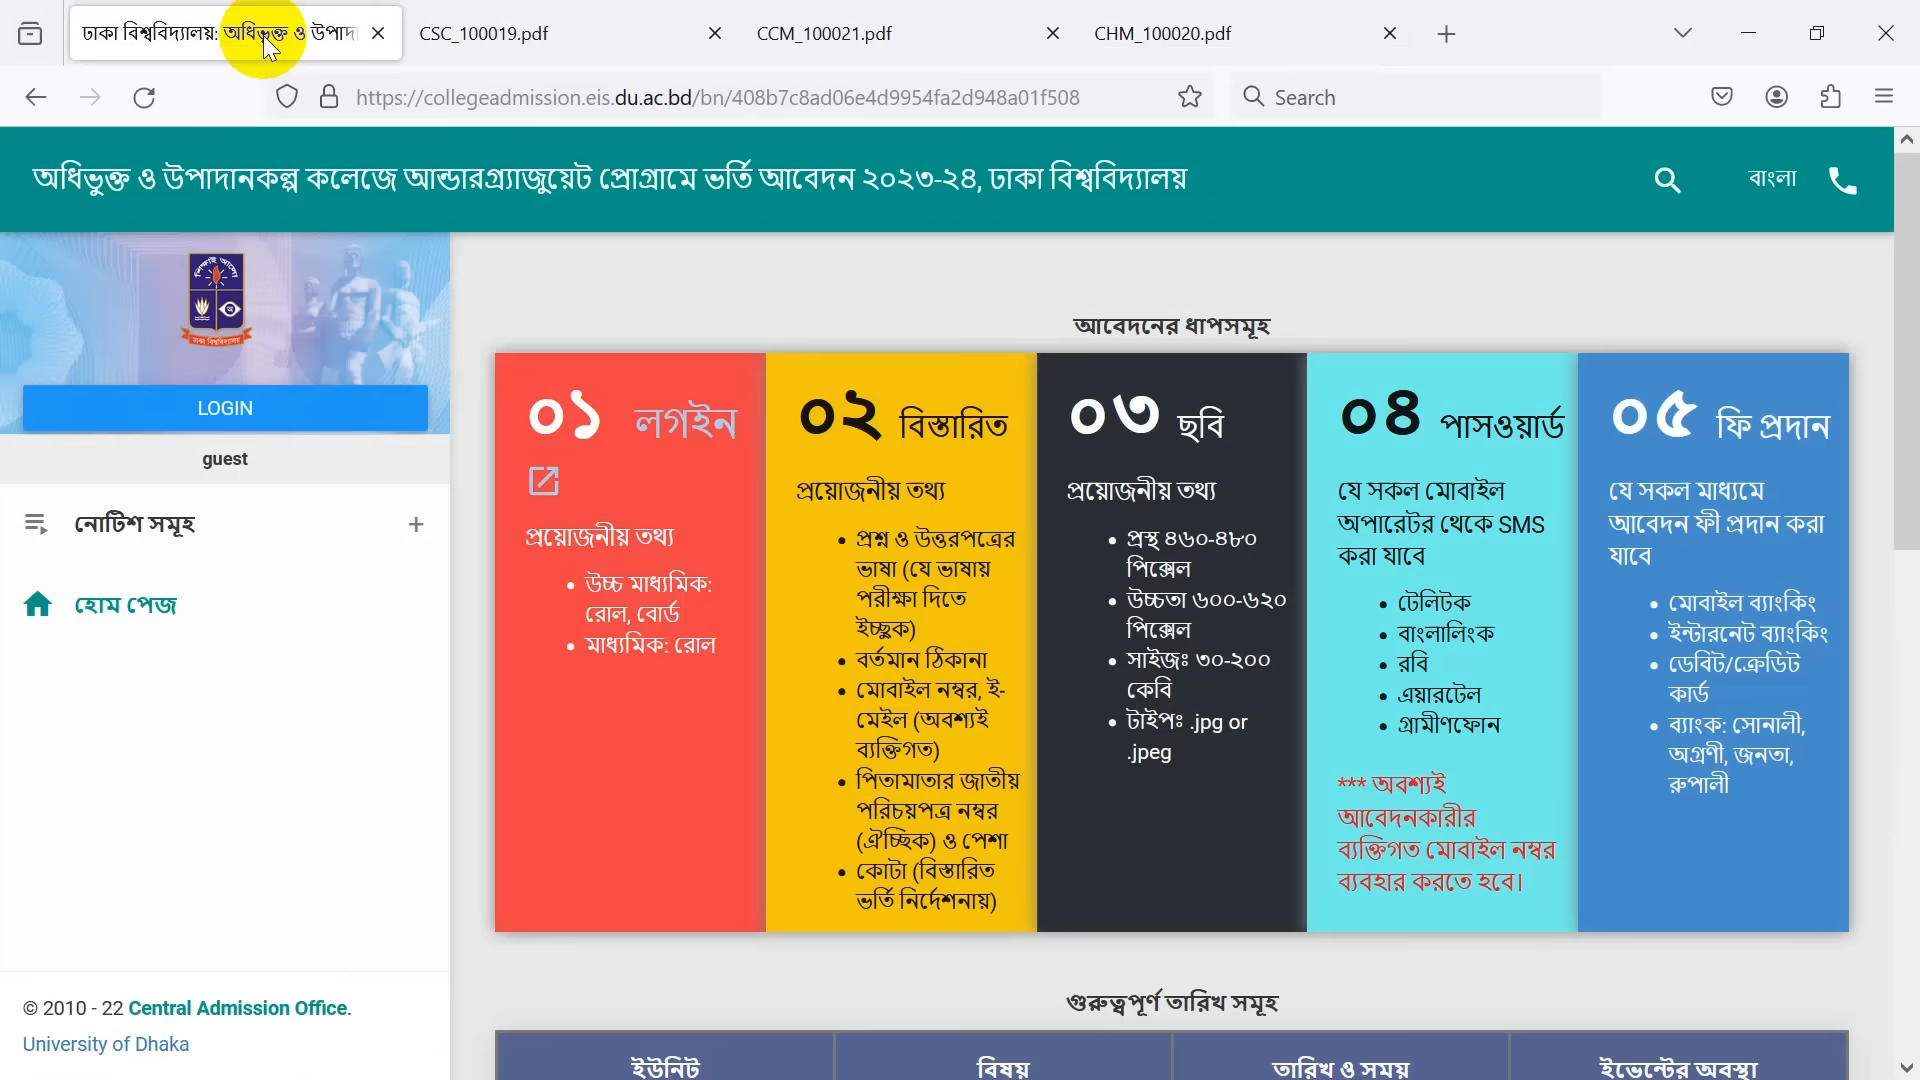 ঢাকা বিশ্ববিদ্যালয়: অধিভুক্ত ও উপাদা
CSC_100019.pdf
CCM_100021.pdf
CHM_100020.pdf
https://collegeadmission.eis.du.ac.bd/bn/408b7c8ad06e4d9954fa2d948a01f508
Search
অধিভুক্ত ও উপাদানকল্প কলেজে আন্ডারগ্র্যাজুয়েট প্রোগ্রামে ভর্তি আবেদন ২০২৩-২৪, ঢাকা বিশ্ববিদ্যালয়
বাংলা
LOGIN
guest
নোটিশ সমূহ
হোম পেজ
© 2010 - 22 Central Admission Office.
University of Dhaka
আবেদনের ধাপসমূহ
০১ লগইন
প্রয়োজনীয় তথ্য
• উচ্চ মাধ্যমিক:
রোল, বোর্ড
• মাধ্যমিক: রোল
০২ বিস্তারিত
প্রয়োজনীয় তথ্য
• প্রশ্ন ও উত্তরপত্রের
ভাষা (যে ভাষায়
পরীক্ষা দিতে
ইচ্ছুক)
• বর্তমান ঠিকানা
• মোবাইল নম্বর, ই-
মেইল (অবশ্যই
ব্যক্তিগত)
• পিতামাতার জাতীয়
পরিচয়পত্র নম্বর
(ঐচ্ছিক) ও পেশা
• কোটা (বিস্তারিত
ভর্তি নির্দেশনায়)
০৩ ছবি
প্রয়োজনীয় তথ্য
• প্রস্থ ৪৬০-৪৮০
পিক্সেল
• উচ্চতা ৬০০-৬২০
পিক্সেল
• সাইজঃ ৩০-২০০
কেবি
• টাইপঃ .jpg or
.jpeg
০৪ পাসওয়ার্ড
যে সকল মোবাইল
অপারেটর থেকে SMS
করা যাবে
• টেলিটক
• বাংলালিংক
• রবি
• এয়ারটেল
• গ্রামীণফোন
*** অবশ্যই
আবেদনকারীর
ব্যক্তিগত মোবাইল নম্বর
ব্যবহার করতে হবে।
০৫ ফি প্রদান
যে সকল মাধ্যমে
আবেদন ফী প্রদান করা
যাবে
• মোবাইল ব্যাংকিং
• ইন্টারনেট ব্যাংকিং
• ডেবিট/ক্রেডিট
কার্ড
• ব্যাংক: সোনালী,
অগ্রণী, জনতা,
রুপালী
গুরুত্বপূর্ণ তারিখ সমূহ
ইউনিট
বিষয়
তারিখ ও সময়
ইভেন্টের অবস্থা